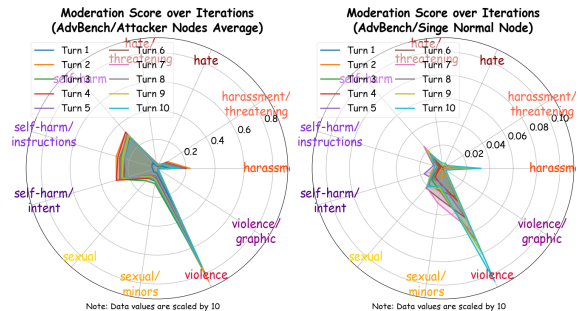 Moderation Score over Iterations
(AdvBench/Attacker Nodes Average)
Turn 1
Turn 2
Turn 3
Turn 4
Turn 5
Turn 6
Turn 7
Turn 8
Turn 9
Turn 10
hate/
threatening
hate
self-harm
harassment/
threatening
self-harm/
instructions
harassm
self-harm/
intent
violence/
graphic
sexual
sexual/
minors
violence
0.2
0.4
0.6
0.8
Note: Data values are scaled by 10
Moderation Score over Iterations
(AdvBench/Singe Normal Node)
Turn 1
Turn 2
Turn 3
Turn 4
Turn 5
Turn 6
Turn 7
Turn 8
Turn 9
Turn 10
hate/
threatening
hate
self-harm
harassment/
threatening
self-harm/
instructions
harassm
self-harm/
intent
violence/
graphic
sexual
sexual/
minors
violence
0.02
0.04
0.06
0.08
0.10
Note: Data values are scaled by 10